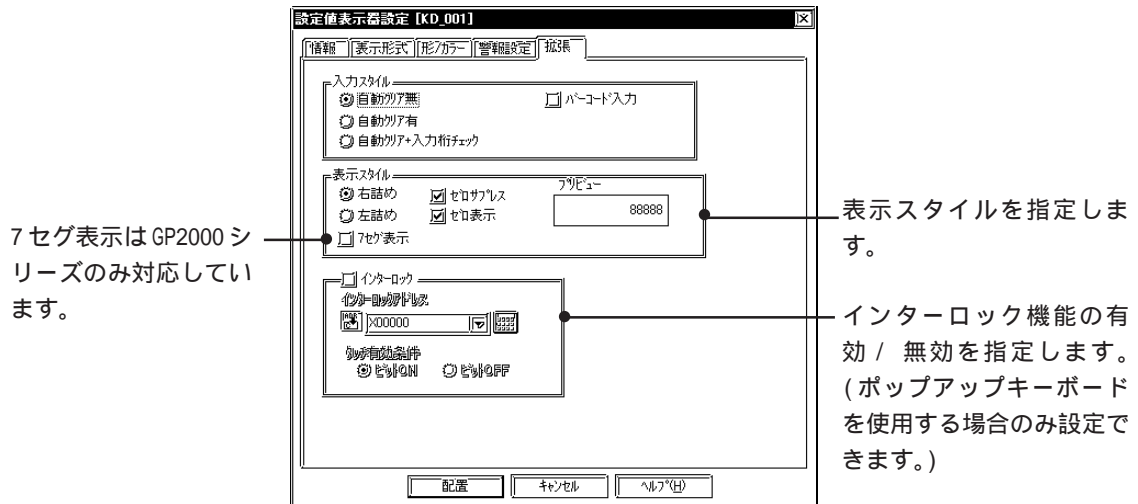 設定値表示器設定 [KD_001]
情報 表示形式 形/カラー 警報設定 拡張
入力スタイル
自動クリア無 バーコード入力
自動クリア有
自動クリア+入力桁チェック
表示スタイル
右詰め ゼロサプレス プリビュー
左詰め ゼロ表示 88888
7セグ表示
インターロック
インターロックアドレス
X00000
タッチ有効条件
ビットON ビットOFF
配置 キャンセル ヘルプ(H)
7セグ表示はGP2000シ
リーズのみ対応してい
ます。
表示スタイルを指定しま
す。
インターロック機能の有
効/ 無効を指定します。
(ポップアップキーボード
を使用する場合のみ設定で
きます。)